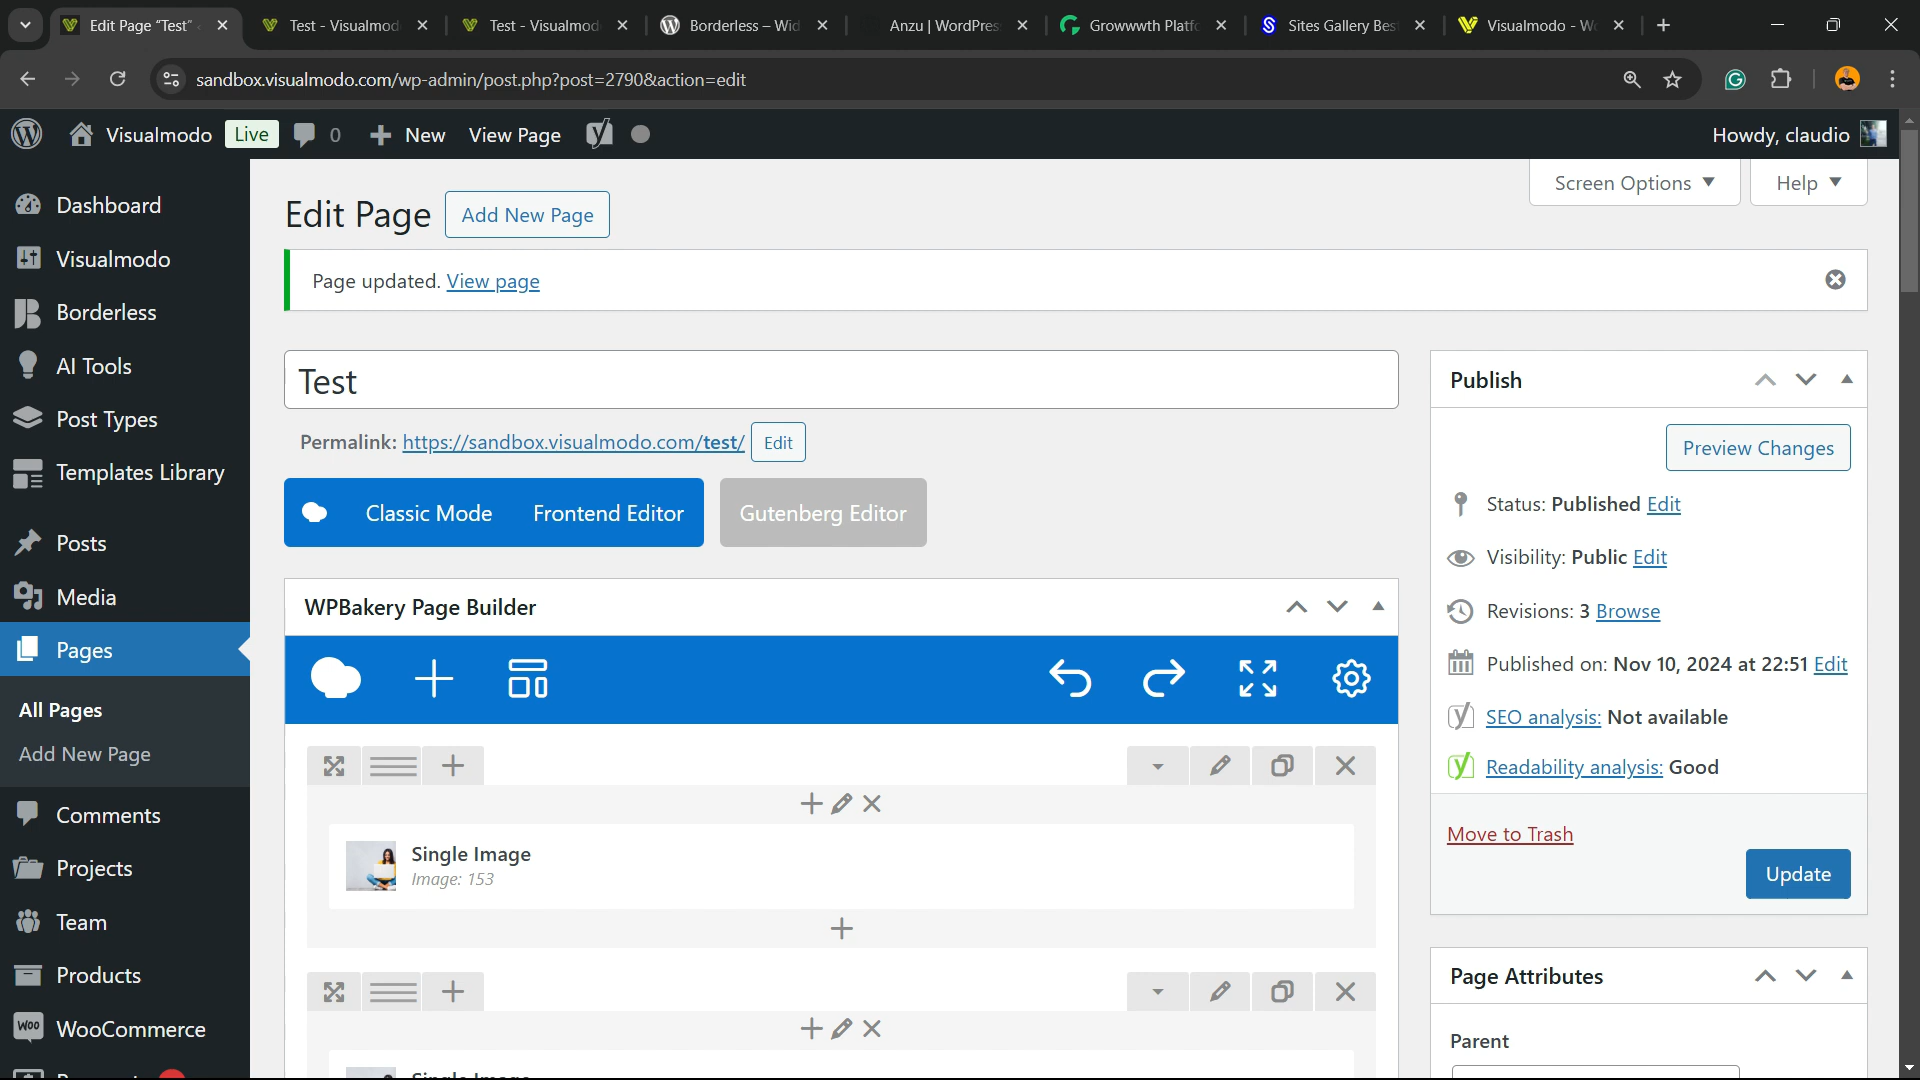 Edit Page "Test"
Test - Visualmod
Test - Visualmod
Borderless – Wid
Anzu | WordPres
Growwwth Platf
Sites Gallery Bes
Visualmodo - W
sandbox.visualmodo.com/wp-admin/post.php?post=2790&action=edit
Visualmodo
Live
0
New
View Page
Howdy, claudio
Screen Options
Help
Dashboard
Visualmodo
Borderless
AI Tools
Post Types
Templates Library
Posts
Media
Pages
All Pages
Add New Page
Comments
Projects
Team
Products
WooCommerce
Edit Page
Add New Page
Page updated. View page
Test
Permalink: https://sandbox.visualmodo.com/test/ Edit
Classic Mode
Frontend Editor
Gutenberg Editor
WPBakery Page Builder
Single Image
Image: 153
Publish
Preview Changes
Status: Published Edit
Visibility: Public Edit
Revisions: 3 Browse
Published on: Nov 10, 2024 at 22:51 Edit
SEO analysis: Not available
Readability analysis: Good
Move to Trash
Update
Page Attributes
Parent